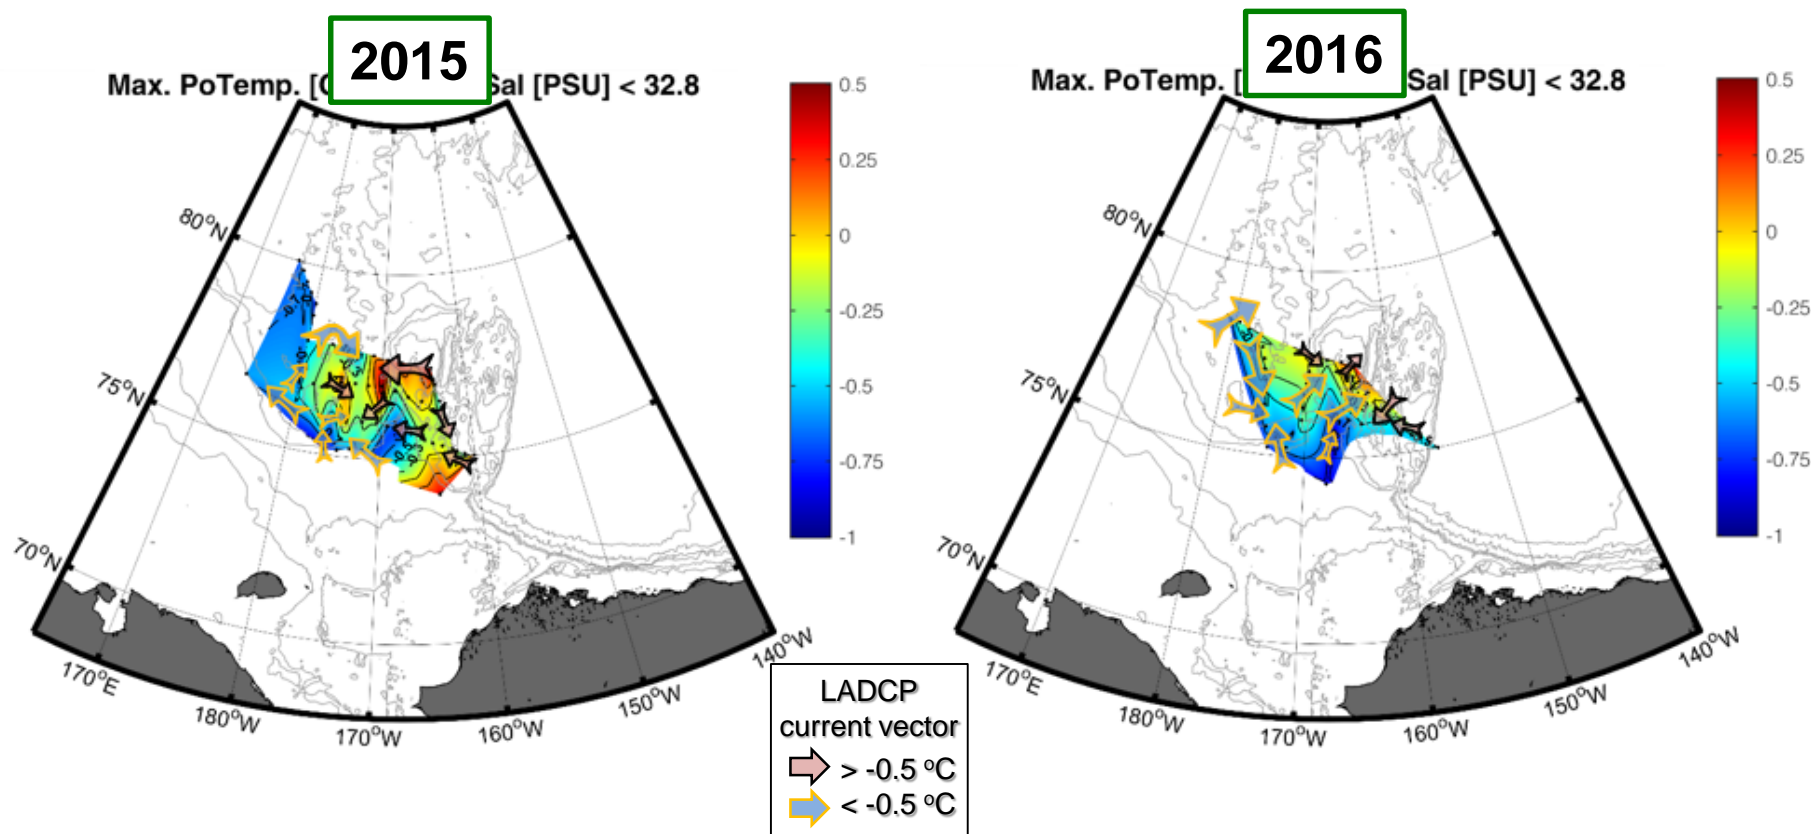 2015
Max. PoTemp. [
Sal [PSU] < 32.8
0.5
0.25
0
-0.25
-0.5
-0.75
-1
80°N
75°N
70°N
170°E
180°W
170°W
160°W
150°W
140°W
2016
Max. PoTemp. [
Sal [PSU] < 32.8
0.5
0.25
0
-0.25
-0.5
-0.75
-1
80°N
75°N
70°N
170°E
180°W
170°W
160°W
150°W
140°W
LADCP
current vector
> -0.5 °C
< -0.5 °C